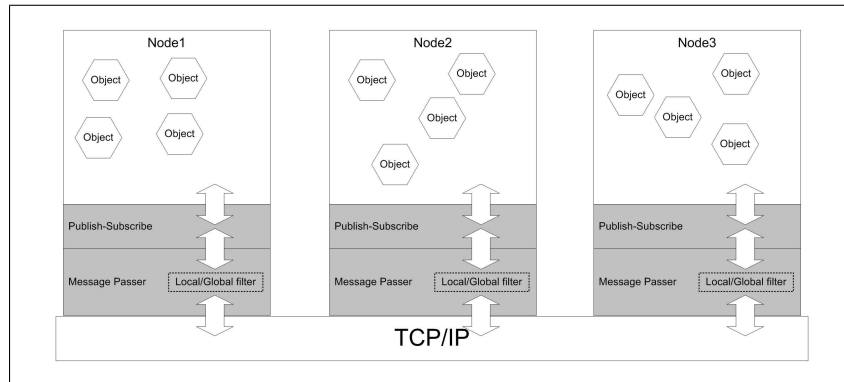 Node1
Object
Object
Object
Object
Publish-Subscribe
Message Passer
Local/Global filter
Node2
Object
Object
Object
Object
Publish-Subscribe
Message Passer
Local/Global filter
Node3
Object
Object
Object
Object
Publish-Subscribe
Message Passer
Local/Global filter
TCP/IP